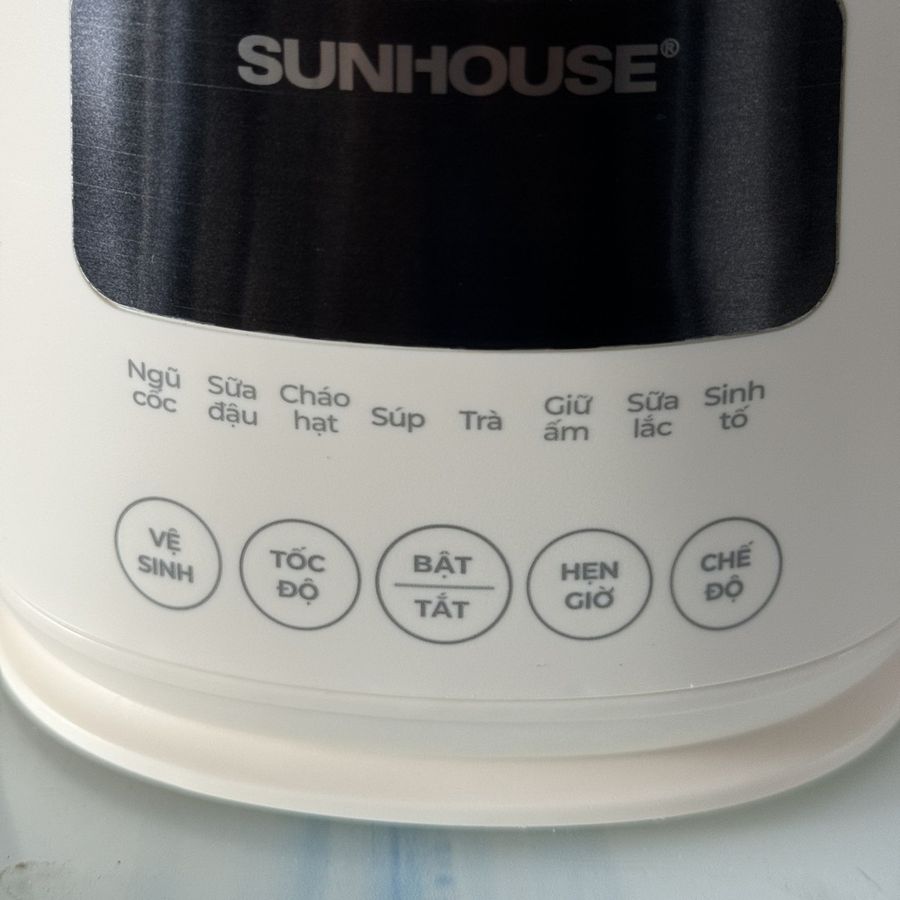 SUNHOUSE®
Ngũ cốc
Sữa đậu
Cháo hạt
Súp
Trà
Giữ ấm
Sữa lắc
Sinh tố
VỆ SINH
TỐC ĐỘ
BẬT
TẮT
HẸN GIỜ
CHẾ ĐỘ